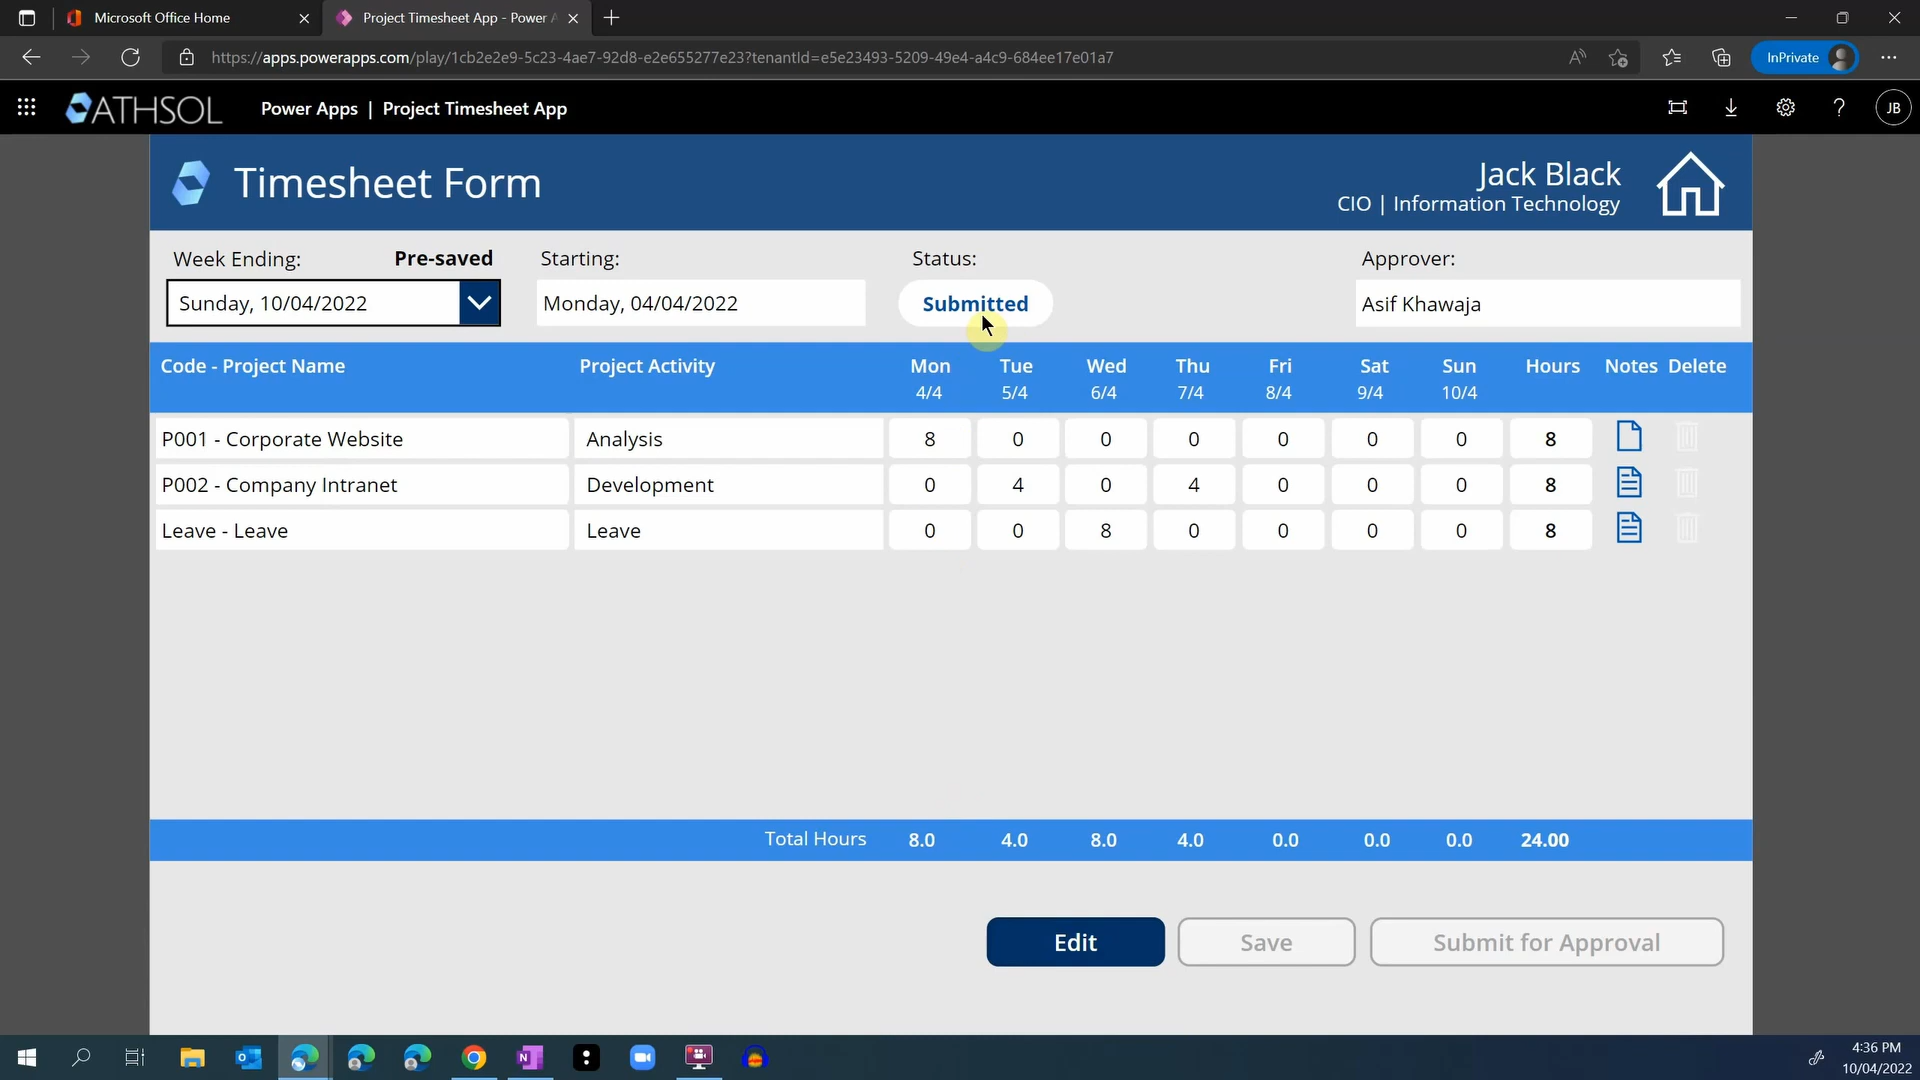 Microsoft Office Home
Project Timesheet App - Power A
https://apps.powerapps.com/play/1cb2e2e9-5c23-4ae7-92d8-e2e655277e23?tenantId=e5e23493-5209-49e4-a4c9-684ee17e01a7
InPrivate
ATHSOL
Power Apps | Project Timesheet App
JB
Timesheet Form
Jack Black
CIO | Information Technology
Week Ending: Pre-saved Starting: Status: Approver:
Sunday, 10/04/2022 Monday, 04/04/2022 Submitted Asif Khawaja
Code - Project Name Project Activity Mon Tue Wed Thu Fri Sat Sun Hours Notes Delete
4/4 5/4 6/4 7/4 8/4 9/4 10/4
P001 - Corporate Website Analysis 8 0 0 0 0 0 0 8
P002 - Company Intranet Development 0 4 0 4 0 0 0 8
Leave - Leave Leave 0 0 8 0 0 0 0 8
Total Hours 8.0 4.0 8.0 4.0 0.0 0.0 0.0 24.00
Edit Save Submit for Approval
4:36 PM
10/04/2022